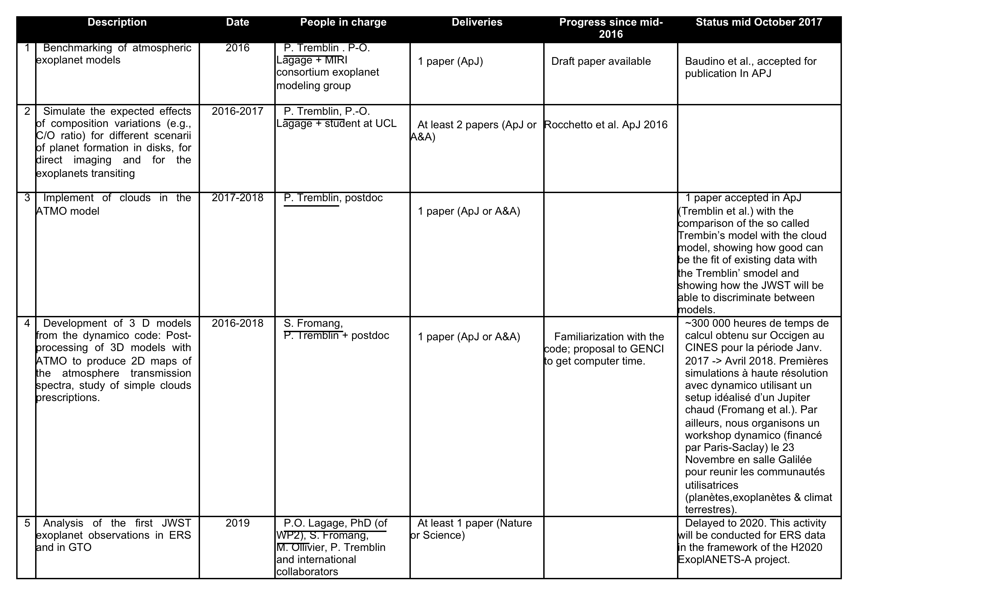 Description Date People in charge Deliveries Progress since mid- Status mid October 2017
2016
1 Benchmarking of atmospheric
exoplanet models
2016
P. Tremblin . P-O.
Lagage + MIRI
consortium exoplanet
modeling group
1 paper (ApJ)
Draft paper available
Baudino et al., accepted for
publication In APJ
2 Simulate the expected effects
of composition variations (e.g.,
C/O ratio) for different scenarii
of planet formation in disks, for
direct imaging and for the
exoplanets transiting
2016-2017
P. Tremblin, P.-O.
Lagage + student at UCL
At least 2 papers (ApJ or
A&A)
Rocchetto et al. ApJ 2016
3 Implement of clouds in the
ATMO model
2017-2018
P. Tremblin, postdoc
1 paper (ApJ or A&A)
1 paper accepted in ApJ
(Tremblin et al.) with the
comparison of the so called
Trembin’s model with the cloud
model, showing how good can
be the fit of existing data with
the Tremblin’ smodel and
showing how the JWST will be
able to discriminate between
models.
4 Development of 3 D models
from the dynamico code: Post-
processing of 3D models with
ATMO to produce 2D maps of
the atmosphere transmission
spectra, study of simple clouds
prescriptions.
2016-2018
S. Fromang,
P. Tremblin + postdoc
1 paper (ApJ or A&A)
Familiarization with the
code; proposal to GENCI
to get computer time.
~300 000 heures de temps de
calcul obtenu sur Occigen au
CINES pour la période Janv.
2017 -> Avril 2018. Premières
simulations à haute résolution
avec dynamico utilisant un
setup idéalisé d’un Jupiter
chaud (Fromang et al.). Par
ailleurs, nous organisons un
workshop dynamico (financé
par Paris-Saclay) le 23
Novembre en salle Galilée
pour reunir les communautés
utilisatrices
(planètes,exoplanètes & climat
terrestres).
5 Analysis of the first JWST
exoplanet observations in ERS
and in GTO
2019
P.O. Lagage, PhD (of
WP2), S. Fromang,
M. Ollivier, P. Tremblin
and international
collaborators
At least 1 paper (Nature
or Science)
Delayed to 2020. This activity
will be conducted for ERS data
in the framework of the H2020
ExoplANETS-A project.